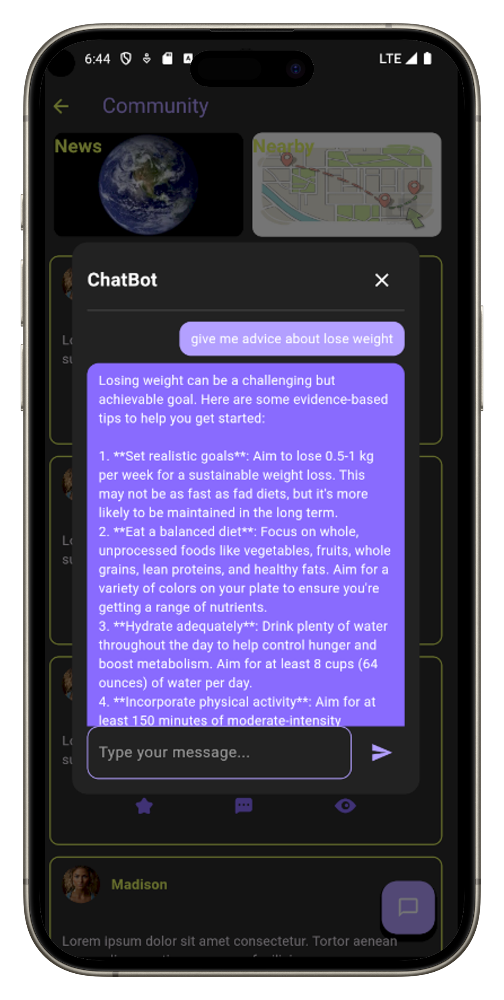 6:44
LTE
Community
News
Nearby
ChatBot
give me advice about lose weight
Losing weight can be a challenging but
achievable goal. Here are some evidence-based
tips to help you get started:
1. **Set realistic goals**: Aim to lose 0.5-1 kg
per week for a sustainable weight loss. This
may not be as fast as fad diets, but it's more
likely to be maintained in the long term.
2. **Eat a balanced diet**: Focus on whole,
unprocessed foods like vegetables, fruits, whole
grains, lean proteins, and healthy fats. Aim for a
variety of colors on your plate to ensure you're
getting a range of nutrients.
3. **Hydrate adequately**: Drink plenty of water
throughout the day to help control hunger and
boost metabolism. Aim for at least 8 cups (64
ounces) of water per day.
4. **Incorporate physical activity**: Aim for at
least 150 minutes of moderate-intensity
Type your message...
Madison
Lorem ipsum dolor sit amet consectetur. Tortor aenean